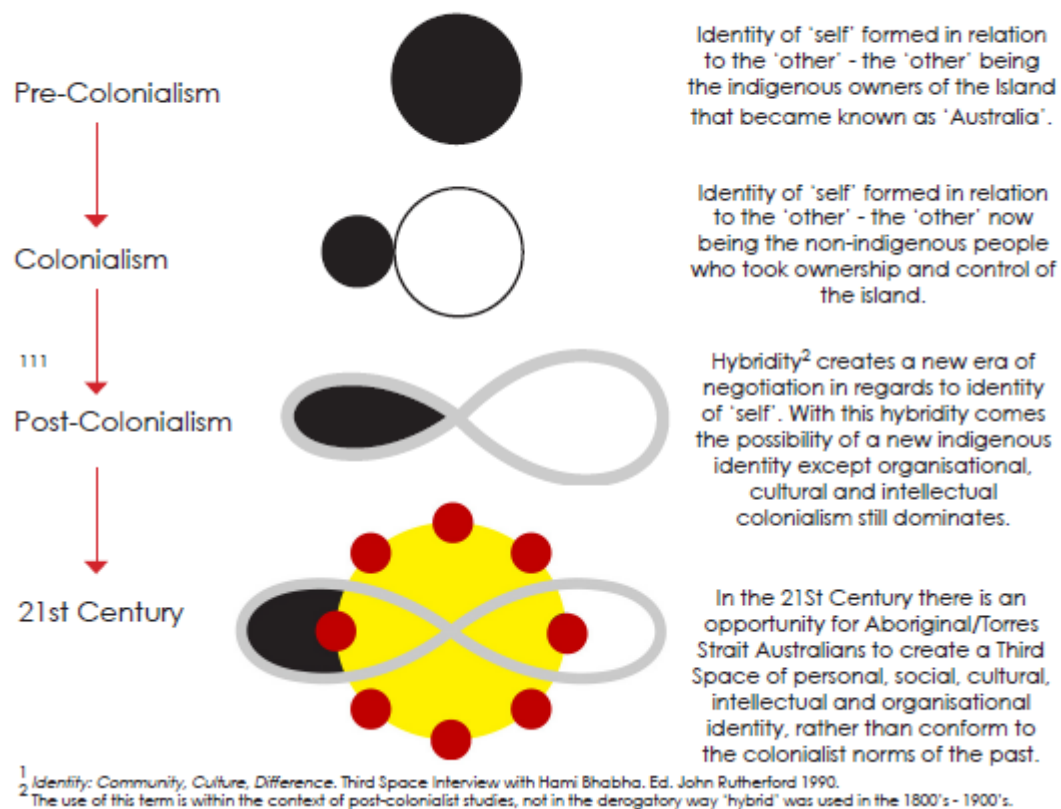 Pre-Colonialism
Identity of 'self' formed in relation
to the 'other' - the 'other' being
the indigenous owners of the Island
that became known as 'Australia'.
Colonialism
Identity of 'self' formed in relation
to the 'other' - the 'other' now
being the non-indigenous people
who took ownership and control of
the island.
111
Post-Colonialism
Hybridity² creates a new era of
negotiation in regards to identity
of 'self'. With this hybridity comes
the possibility of a new indigenous
identity except organisational,
cultural and intellectual
colonialism still dominates.
21st Century
In the 21St Century there is an
opportunity for Aboriginal/Torres
Strait Australians to create a Third
Space of personal, social, cultural,
intellectual and organisational
identity, rather than conform to
the colonialist norms of the past.
1 Identity: Community, Culture, Difference. Third Space Interview with Hami Bhabha. Ed. John Rutherford 1990.
2 The use of this term is within the context of post-colonialist studies, not in the derogatory way 'hybrid' was used in the 1800's - 1900's.